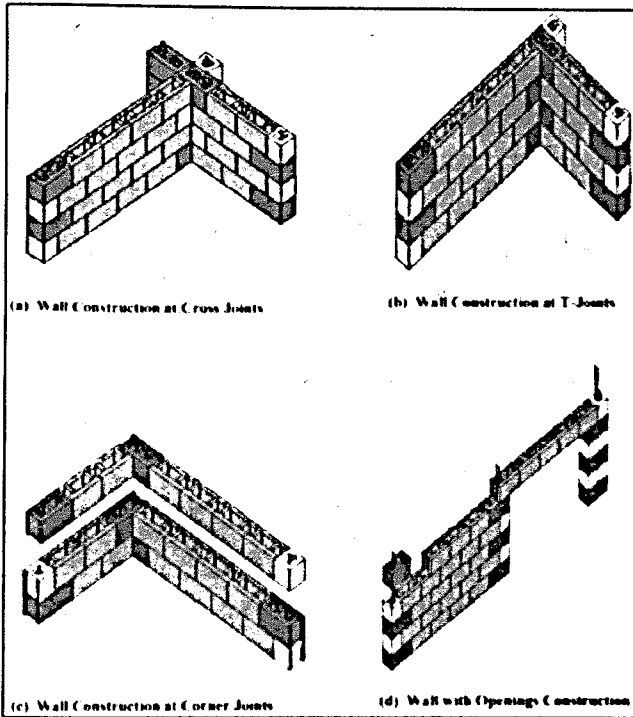 (a) Wall Construction at Cross Joints
(b) Wall Construction at T-Joints
(c) Wall Construction at Corner Joints
(d) Wall with Openings Construction